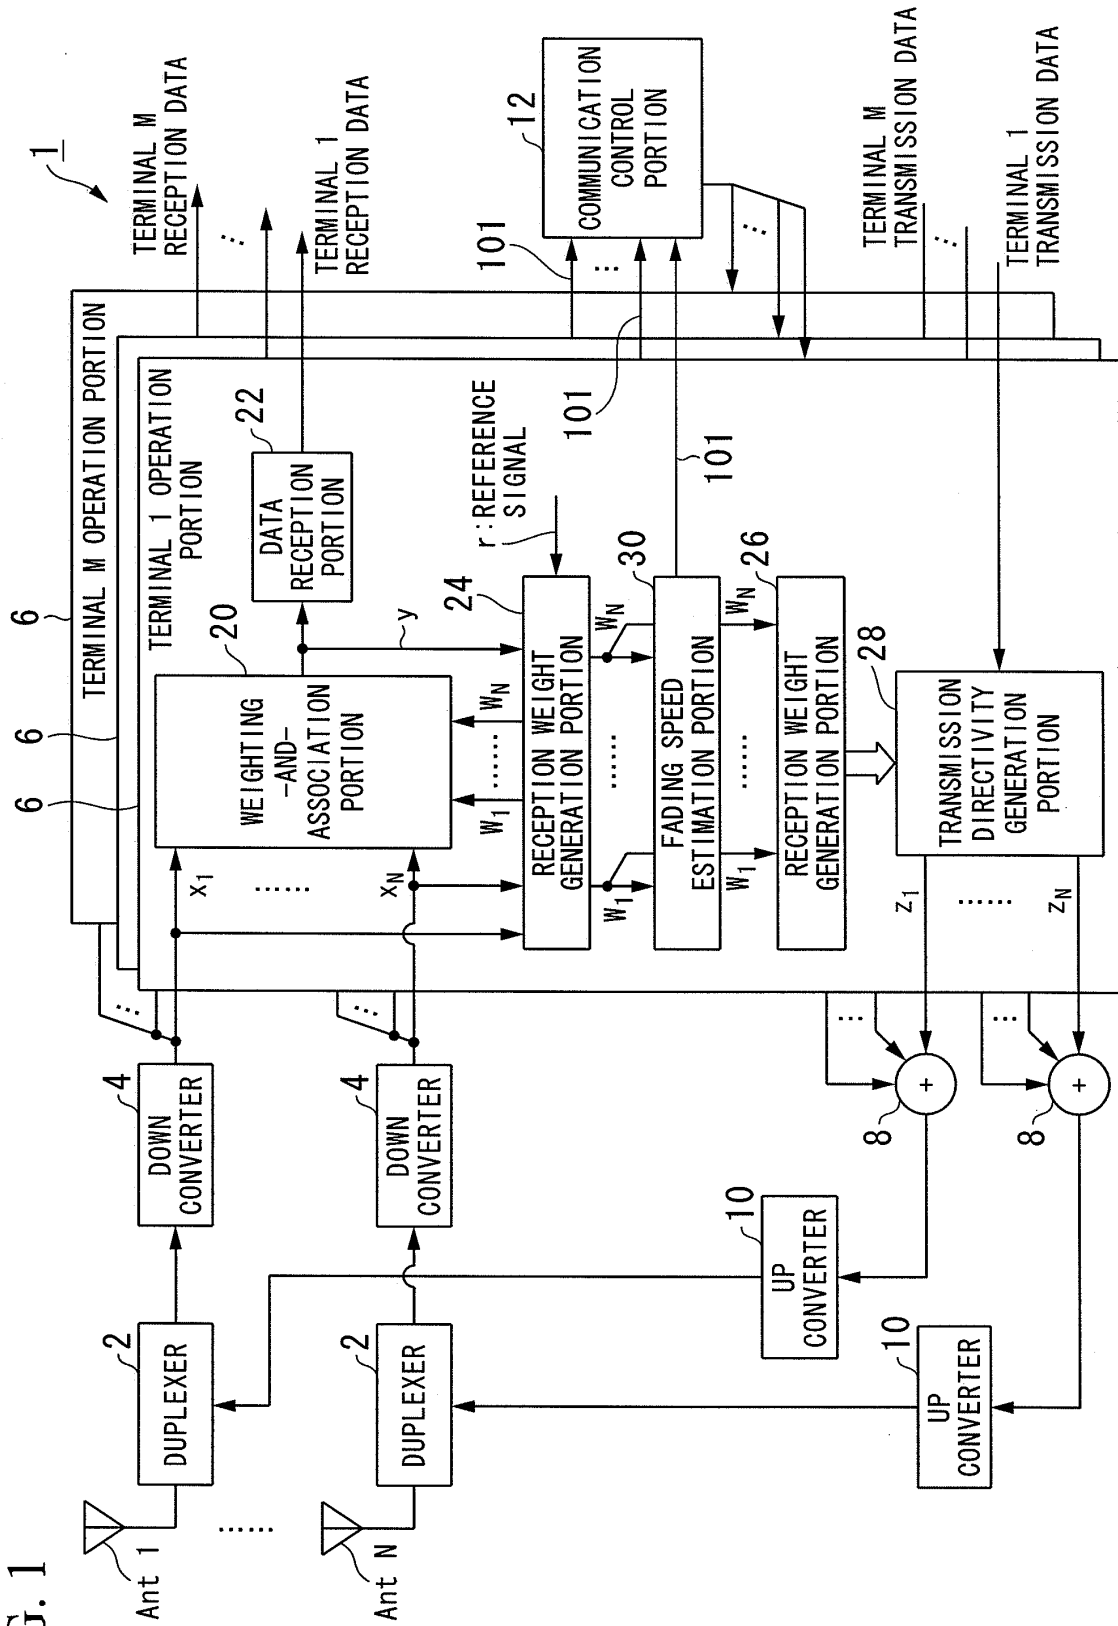 G. 1
1
TERMINAL M
RECEPTION DATA
TERMINAL 1
RECEPTION DATA
6
TERMINAL M OPERATION PORTION
6
6
TERMINAL 1 OPERATION
PORTION
Ant 1
2
DUPLEXER
4
DOWN
CONVERTER
x1
20
WEIGHTING
-AND-
ASSOCIATION
PORTION
22
DATA
RECEPTION
PORTION
Ant N
2
DUPLEXER
4
DOWN
CONVERTER
xN
W1
WN
y
r:REFERENCE
SIGNAL
24
RECEPTION WEIGHT
GENERATION PORTION
W1
WN
30
FADING SPEED
ESTIMATION PORTION
101
101
101
12
COMMUNICATION
CONTROL
PORTION
W1
WN
26
RECEPTION WEIGHT
GENERATION PORTION
28
TRANSMISSION
DIRECTIVITY
GENERATION
PORTION
TERMINAL M
TRANSMISSION DATA
TERMINAL 1
TRANSMISSION DATA
z1
zN
+
8
+
8
10
UP
CONVERTER
10
UP
CONVERTER